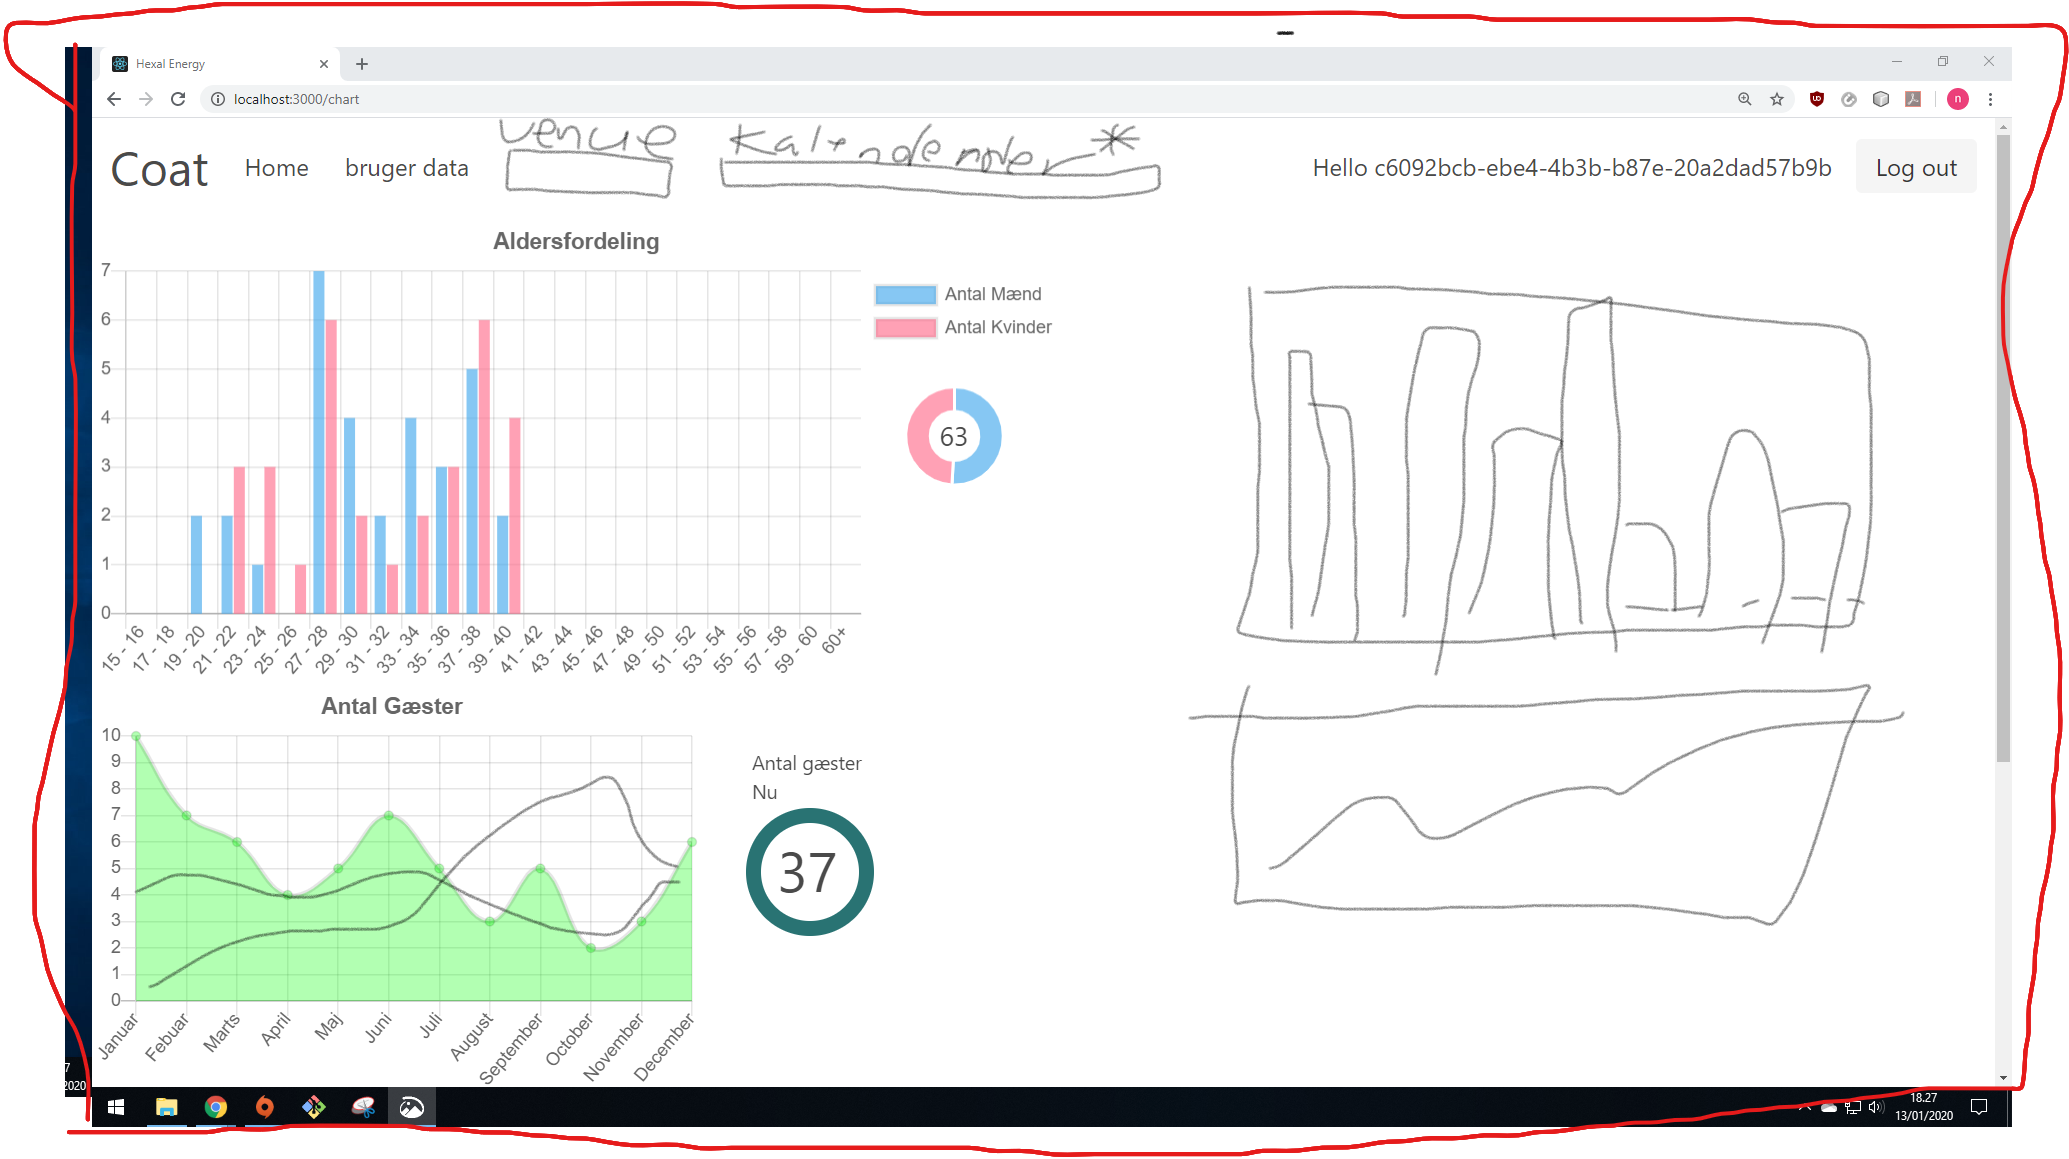 Hexal Energy
localhost:3000/chart
venue
Coat Home bruger data
Hello c6092bcb-ebe4-4b3b-b87e-20a2dad57b9b Log out
Aldersfordeling
7
6
5
4
3
2
1
0
15 - 16
17 - 18
19 - 20
21 - 22
23 - 24
25 - 26
27 - 28
29 - 30
31 - 32
33 - 34
35 - 36
37 - 38
39 - 40
41 - 42
43 - 44
45 - 46
47 - 48
49 - 50
51 - 52
53 - 54
55 - 56
57 - 58
59 - 60
60+
Antal Mænd
Antal Kvinder
63
Antal Gæster
10
9
8
7
6
5
4
3
2
1
0
Januar
Febuar
Marts
April
Maj
Juni
Juli
August
September
October
November
December
Antal gæster
Nu
37
7
2020
18.27
13/01/2020